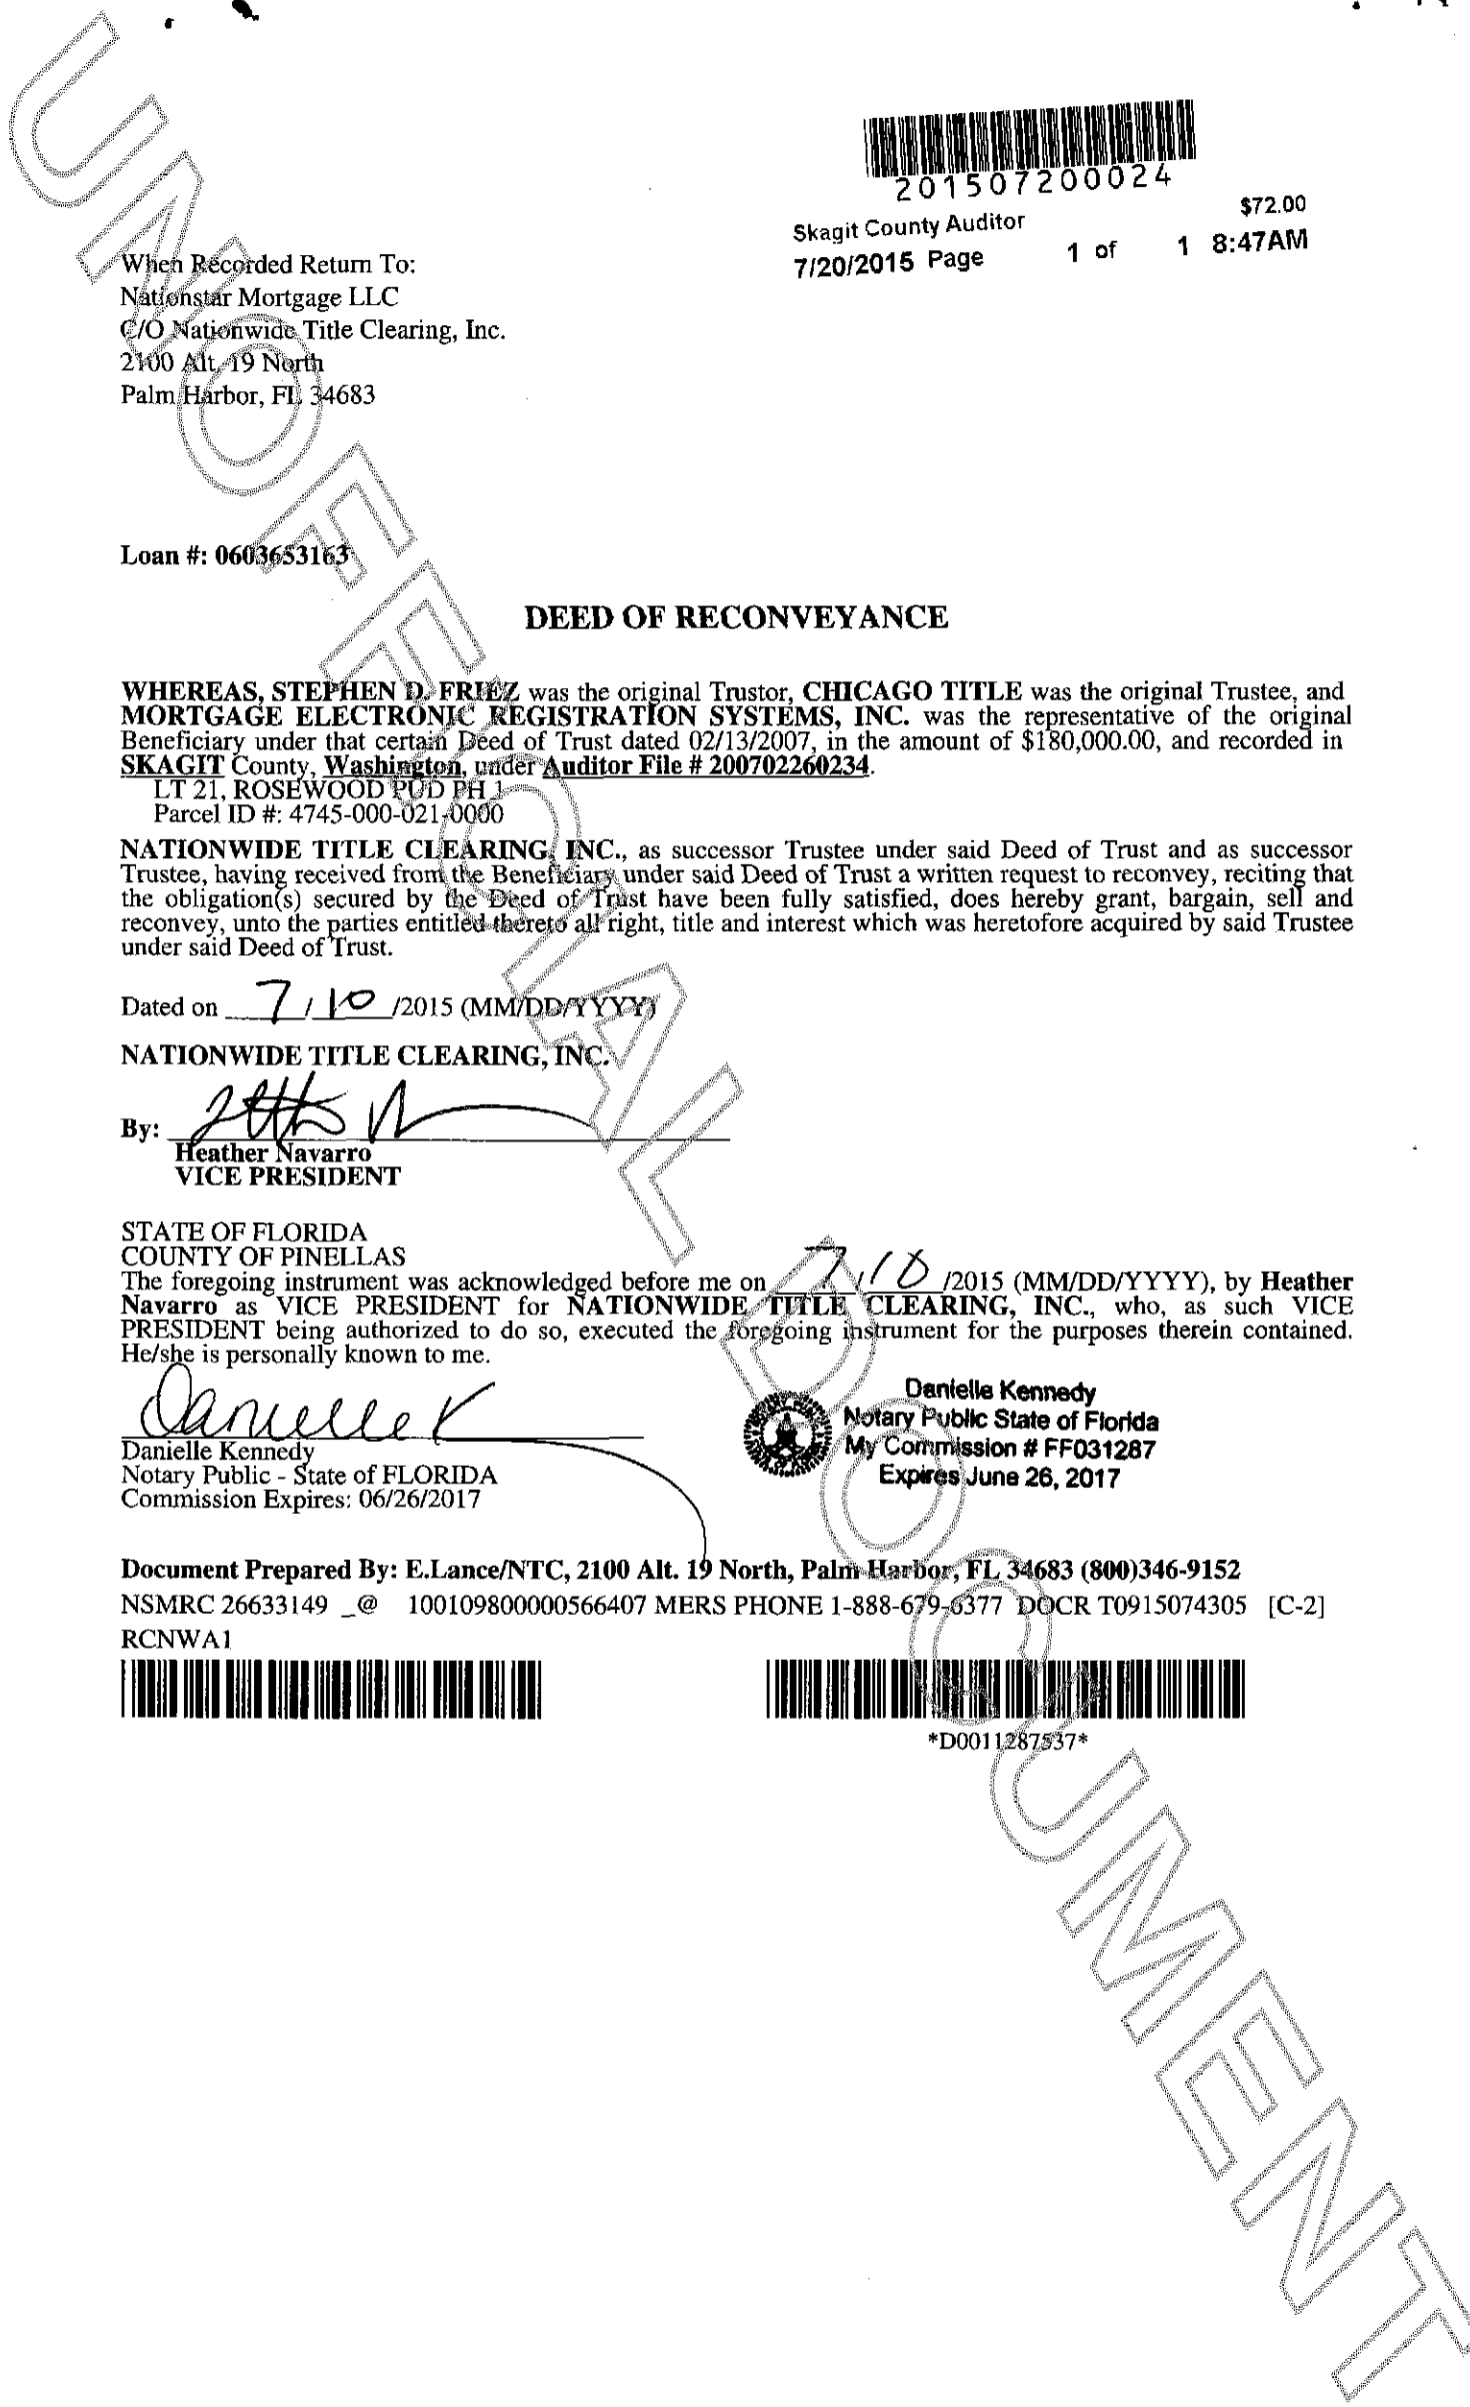 201507200024
Skagit County Auditor $72.00
7/20/2015 Page 1 of 1 8:47AM
When Recorded Return To:
Nationstar Mortgage LLC
C/O Nationwide Title Clearing, Inc.
2100 Alt. 19 North
Palm Harbor, FL 34683
Loan #: 0603653163
DEED OF RECONVEYANCE
WHEREAS, STEPHEN D. FRIEZ was the original Trustor, CHICAGO TITLE was the original Trustee, and
MORTGAGE ELECTRONIC REGISTRATION SYSTEMS, INC. was the representative of the original
Beneficiary under that certain Deed of Trust dated 02/13/2007, in the amount of $180,000.00, and recorded in
SKAGIT County, Washington, under Auditor File # 200702260234.
LT 21, ROSEWOOD PUD PH 1
Parcel ID #: 4745-000-021-0000
NATIONWIDE TITLE CLEARING, INC., as successor Trustee under said Deed of Trust and as successor
Trustee, having received from the Beneficiary under said Deed of Trust a written request to reconvey, reciting that
the obligation(s) secured by the Deed of Trust have been fully satisfied, does hereby grant, bargain, sell and
reconvey, unto the parties entitled thereto all right, title and interest which was heretofore acquired by said Trustee
under said Deed of Trust.
Dated on 7/10/2015 (MM/DD/YYYY)
NATIONWIDE TITLE CLEARING, INC.
By:
Heather Navarro
VICE PRESIDENT
STATE OF FLORIDA
COUNTY OF PINELLAS
The foregoing instrument was acknowledged before me on 7/10/2015 (MM/DD/YYYY), by Heather
Navarro as VICE PRESIDENT for NATIONWIDE TITLE CLEARING, INC., who, as such VICE
PRESIDENT being authorized to do so, executed the foregoing instrument for the purposes therein contained.
He/she is personally known to me.
Danielle K
Danielle Kennedy
Notary Public - State of FLORIDA
Commission Expires: 06/26/2017
Danielle Kennedy
Notary Public State of Florida
My Commission # FF031287
Expires June 26, 2017
Document Prepared By: E.Lance/NTC, 2100 Alt. 19 North, Palm Harbor, FL 34683 (800)346-9152
NSMRC 26633149 _@ 100109800000566407 MERS PHONE 1-888-679-6377 DOCR T0915074305 [C-2]
RCNWA1
*D0011287537*
UNOFFICIAL DOCUMENT